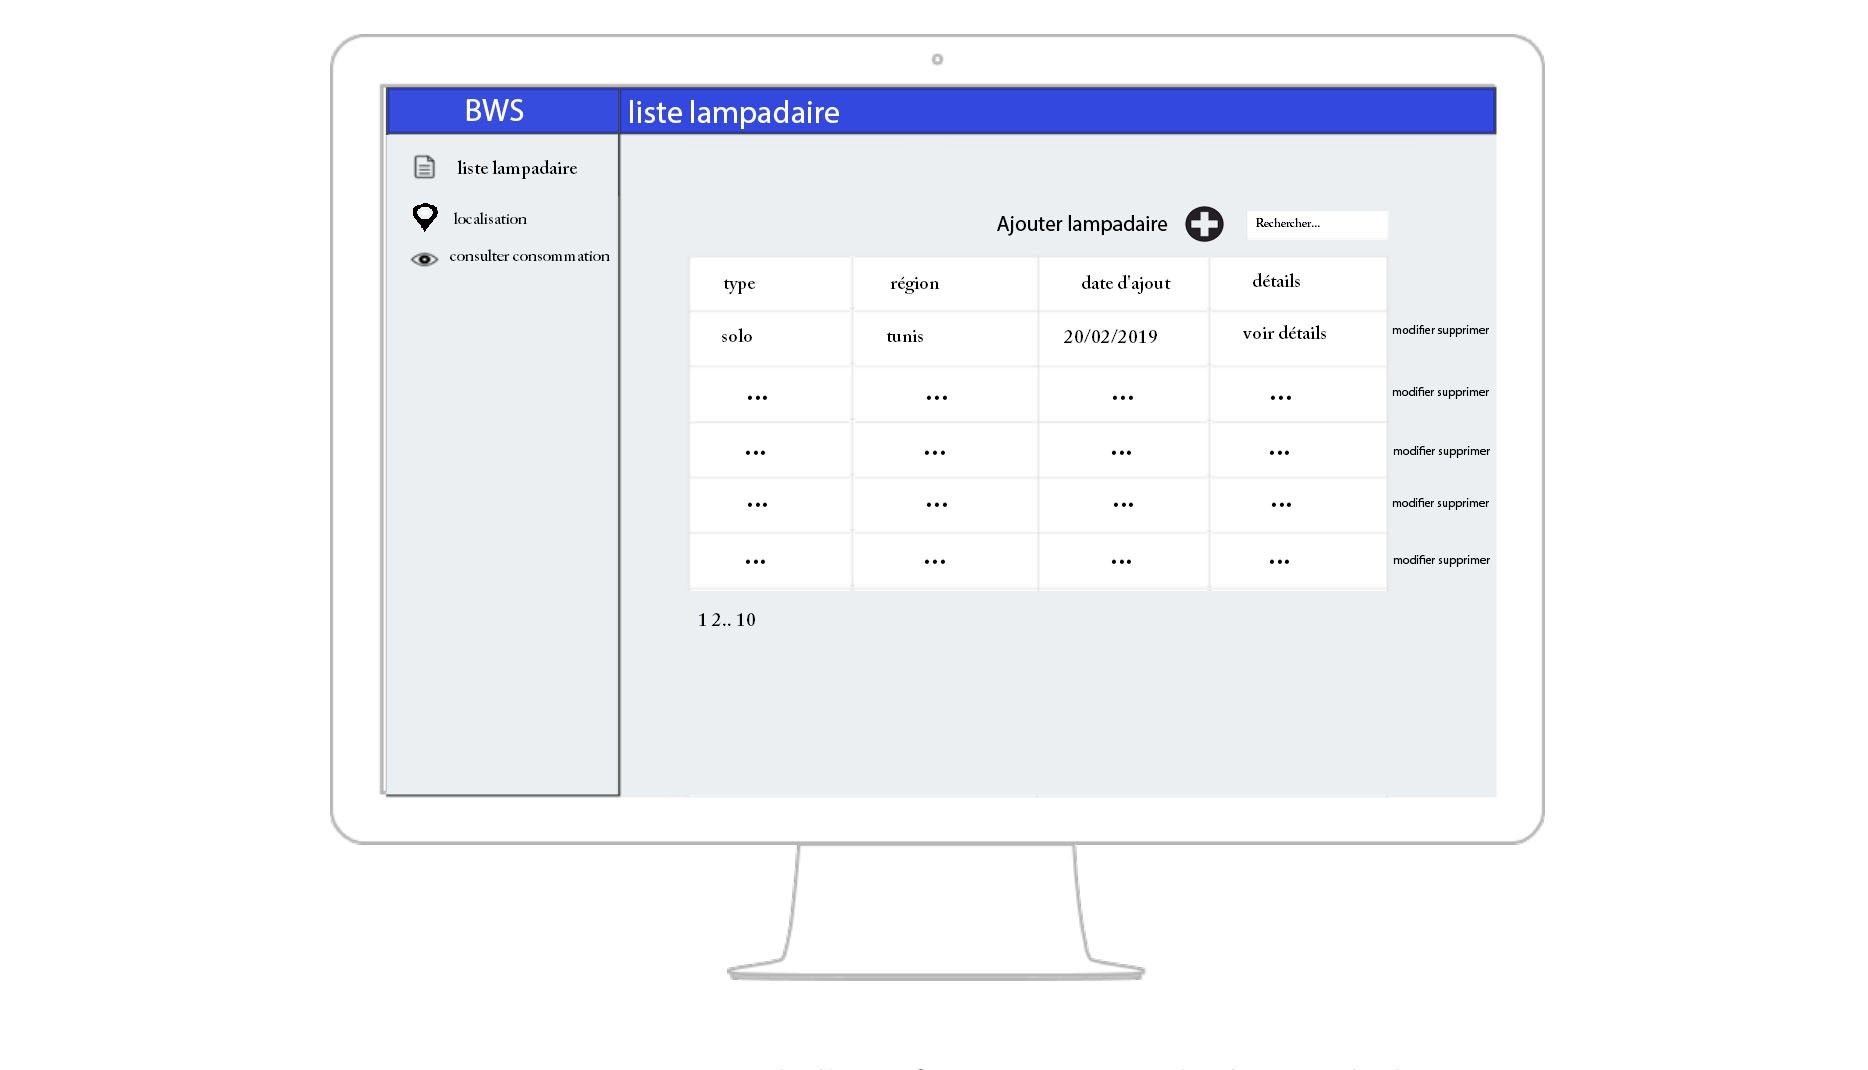 BWS
liste lampadaire
liste lampadaire
localisation
consulter consommation
Ajouter lampadaire
Rechercher...
type région date d'ajout détails
solo tunis 20/02/2019 voir détails modifier supprimer
... ... ... ... modifier supprimer
... ... ... ... modifier supprimer
... ... ... ... modifier supprimer
... ... ... ... modifier supprimer
1 2.. 10